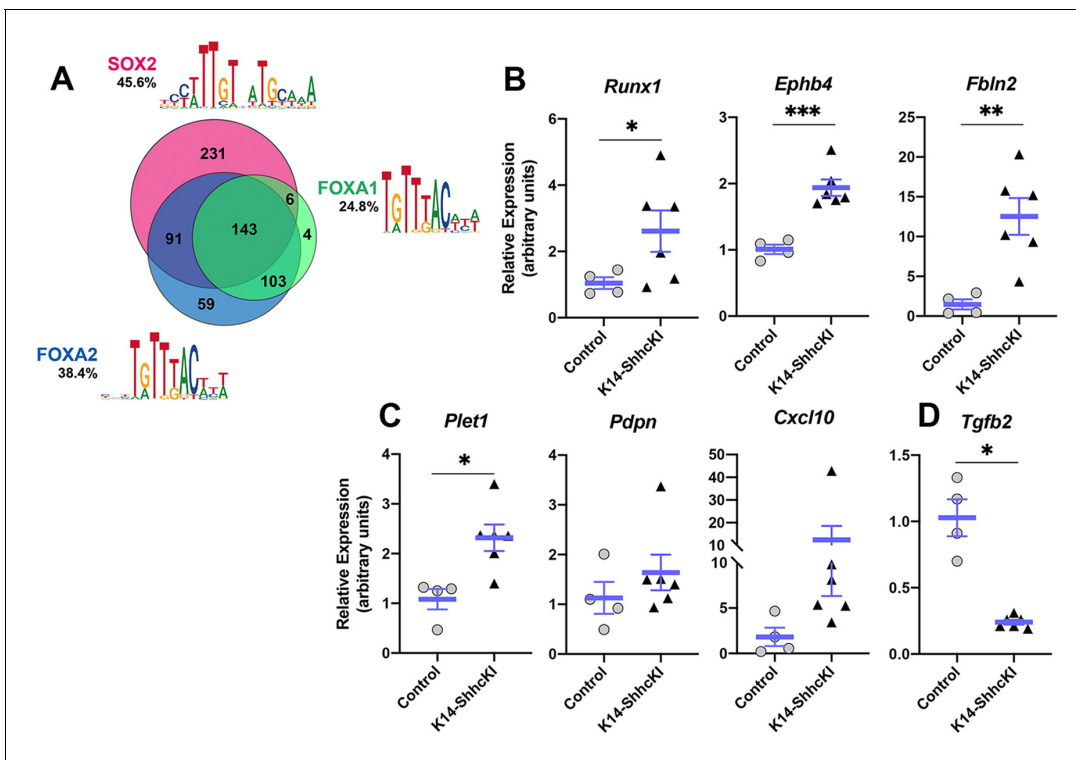 A
SOX2
45.6%
231
FOXA1
24.8%
6
4
143
91
103
59
FOXA2
38.4%
B
Runx1
Ephb4
Fbln2
*
***
**
Relative Expression
(arbitrary units)
6
4
2
0
3
2
1
0
25
20
15
10
5
0
Control
K14-ShhcKI
Control
K14-ShhcKI
Control
K14-ShhcKI
C
Plet1
Pdpn
Cxcl10
D
Tgfb2
*
*
Relative Expression
(arbitrary units)
4
3
2
1
0
4
3
2
1
0
50
40
30
20
10
10
5
0
1.5
1.0
0.5
0.0
Control
K14-ShhcKI
Control
K14-ShhcKI
Control
K14-ShhcKI
Control
K14-ShhcKI